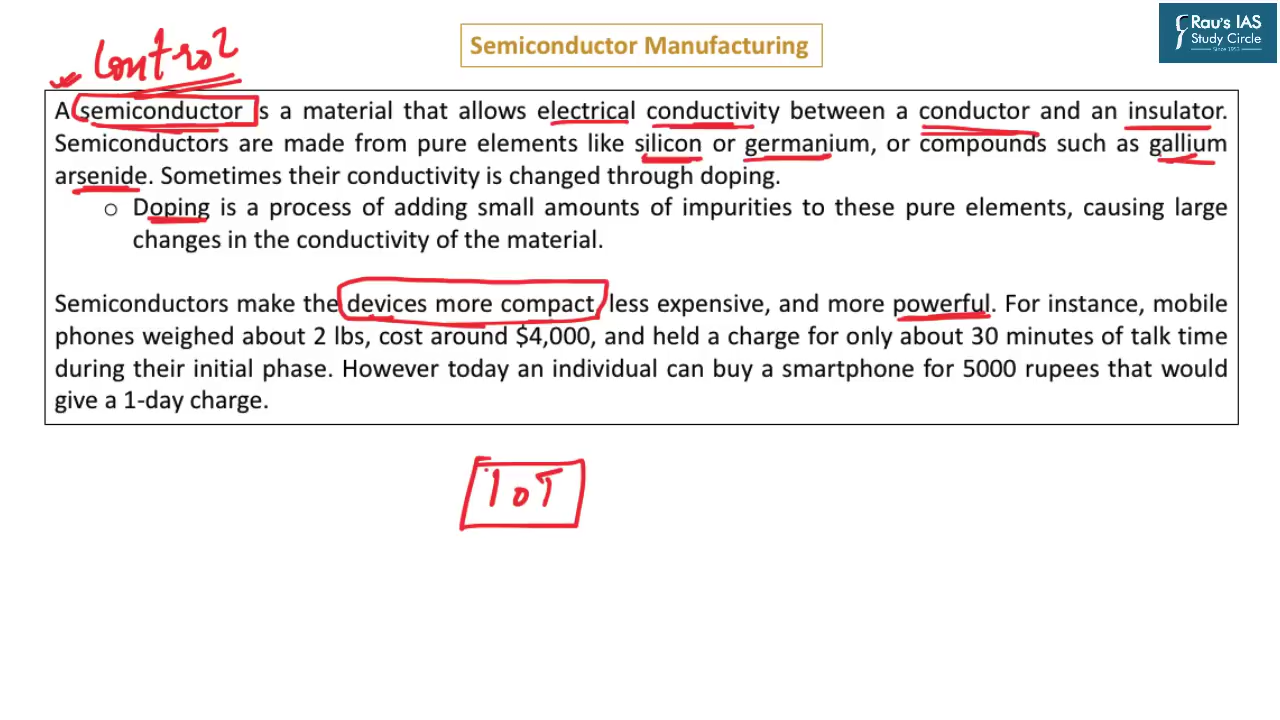 Rau's IAS
Study Circle
Since 1953
Semiconductor Manufacturing
Control
A semiconductor is a material that allows electrical conductivity between a conductor and an insulator.
Semiconductors are made from pure elements like silicon or germanium, or compounds such as gallium
arsenide. Sometimes their conductivity is changed through doping.
o Doping is a process of adding small amounts of impurities to these pure elements, causing large
changes in the conductivity of the material.
Semiconductors make the devices more compact, less expensive, and more powerful. For instance, mobile
phones weighed about 2 lbs, cost around $4,000, and held a charge for only about 30 minutes of talk time
during their initial phase. However today an individual can buy a smartphone for 5000 rupees that would
give a 1-day charge.
IoT